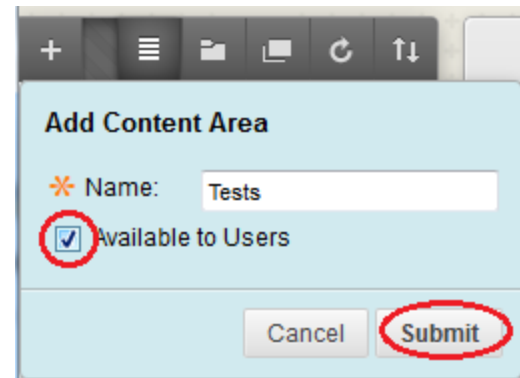 Add Content Area
Name: Tests
Available to Users
Cancel Submit